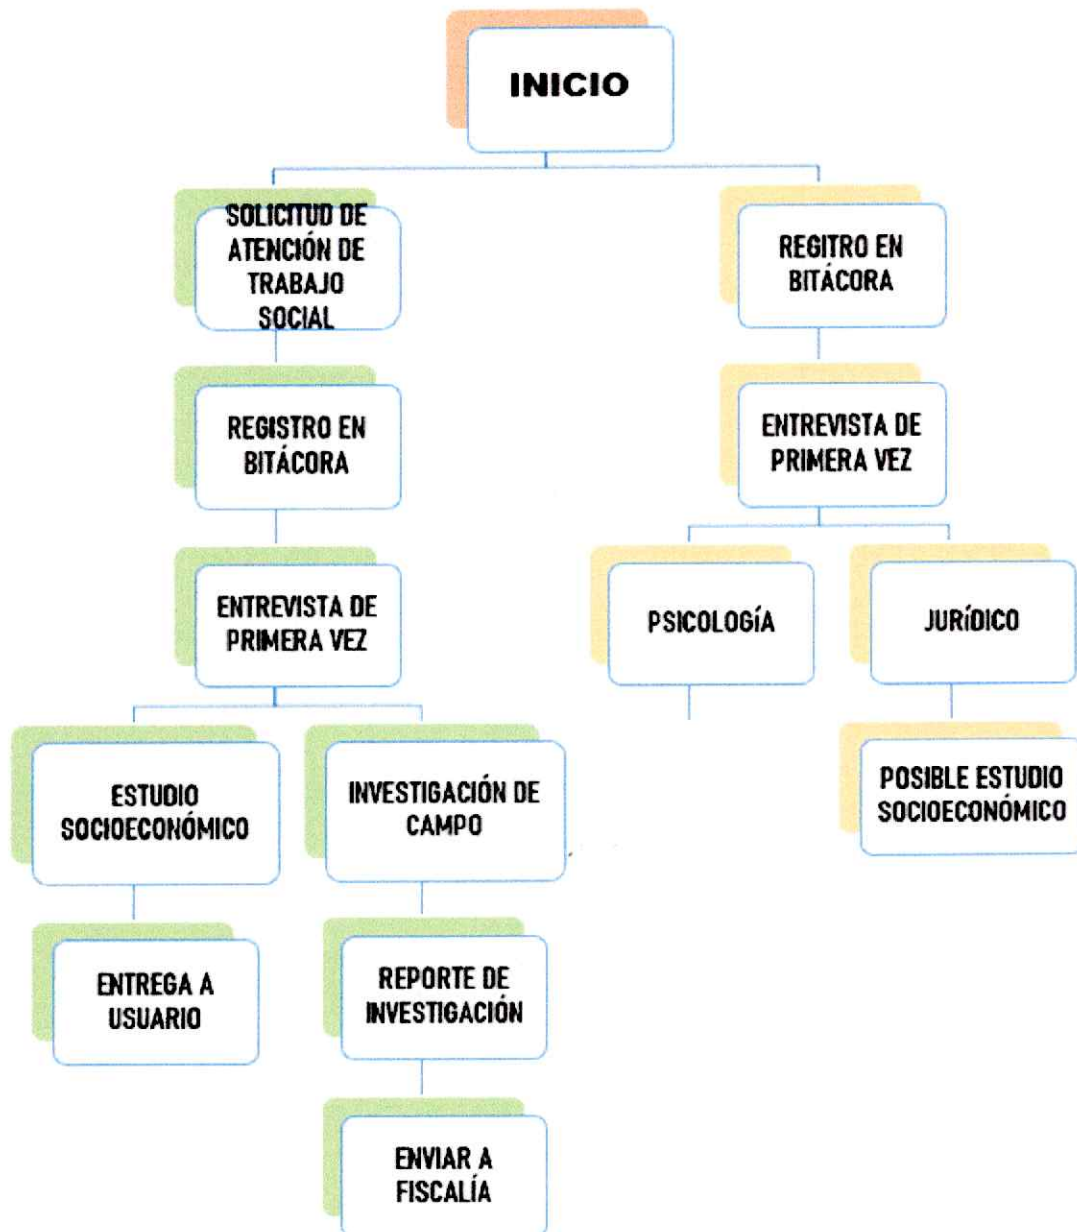 INICIO
SOLICITUD DE
ATENCIÓN DE
TRABAJO
SOCIAL
REGISTRO EN
BITÁCORA
ENTREVISTA DE
PRIMERA VEZ
ESTUDIO
SOCIOECONÓMICO
ENTREGA A
USUARIO
INVESTIGACIÓN DE
CAMPO
REPORTE DE
INVESTIGACIÓN
ENVIAR A
FISCALÍA
REGITRO EN
BITÁCORA
ENTREVISTA DE
PRIMERA VEZ
PSICOLOGÍA
JURÍDICO
POSIBLE ESTUDIO
SOCIOECONÓMICO